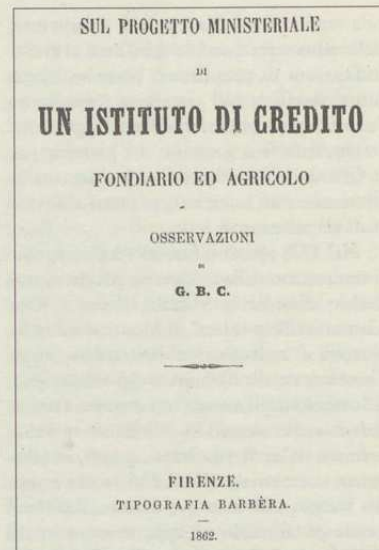 SUL PROGETTO MINISTERIALE
DI
UN ISTITUTO DI CREDITO
FONDIARIO ED AGRICOLO
OSSERVAZIONI
DI
G. B. C.
FIRENZE.
TIPOGRAFIA BARBÈRA.
1862.